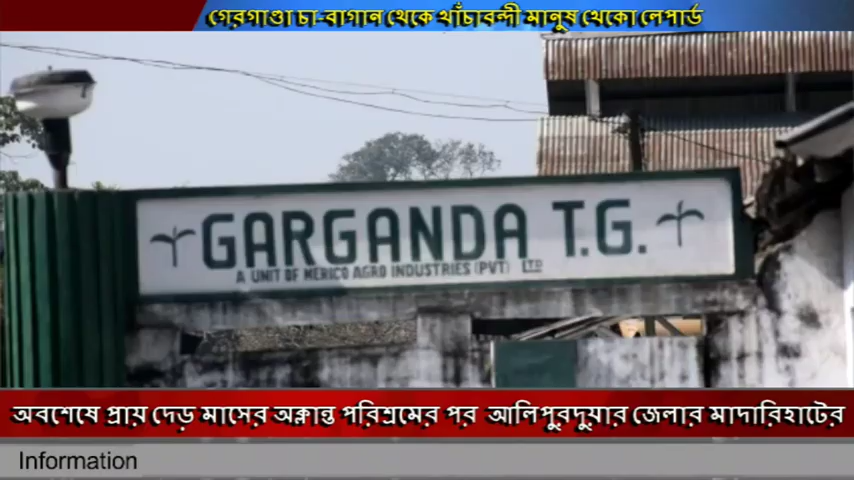 গেরগাণ্ডা চা-বাগান থেকে খাঁচাবন্দী মানুষ খেকো লেপার্ড
GARGANDA T.G.
A UNIT OF MERICO AGRO INDUSTRIES (PVT) LTD
অবশেষে প্রায় দেড় মাসের অক্লান্ত পরিশ্রমের পর আলিপুরদুয়ার জেলার মাদারিহাটের
Information